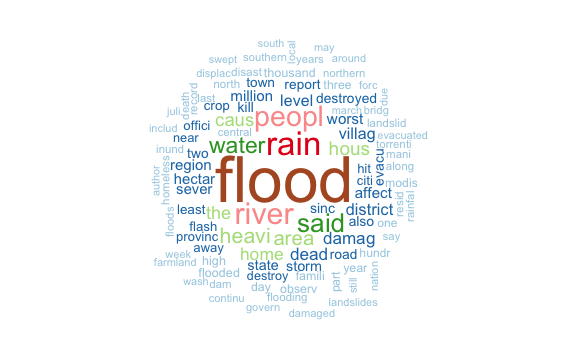 south
may
southern
years
local
around
swept
displac
disast
thousand
northern
north
town
report
three
forc
death
record
last
million
level
destroyed
juli
crop
kill
march
bridg
due
caus
peopl
worst
landslid
offici
includ
central
water
rain
villag
evacuated
torrenti
near
inund
two
hous
evacu
mani
region
flood
hit
along
author
homeless
hectar
citi
modis
sever
affect
resid
rainfal
floods
least
the
river
sinc
district
flash
said
also
one
provinc
heavi
area
damag
say
away
home
dead
road
hundr
week
farmland
high
state
storm
year
nation
flooded
destroy
famili
part
still
wash
dam
day
observ
continu
flooding
landslides
govern
damaged